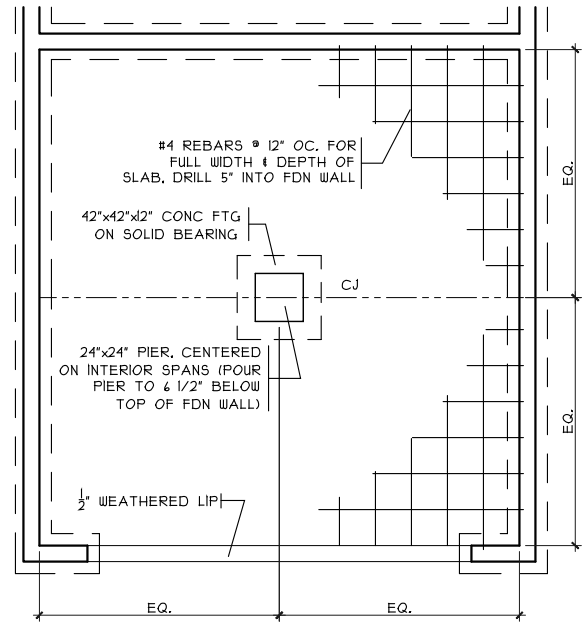 #4 REBARS @ 12" OC. FOR
FULL WIDTH & DEPTH OF
SLAB. DRILL 5" INTO FDN WALL
EQ.
42"x42"x12" CONC FTG
ON SOLID BEARING
CJ
24"x24" PIER, CENTERED
ON INTERIOR SPANS (POUR
PIER TO 6 1/2" BELOW
TOP OF FDN WALL)
EQ.
1/2" WEATHERED LIP
EQ.
EQ.